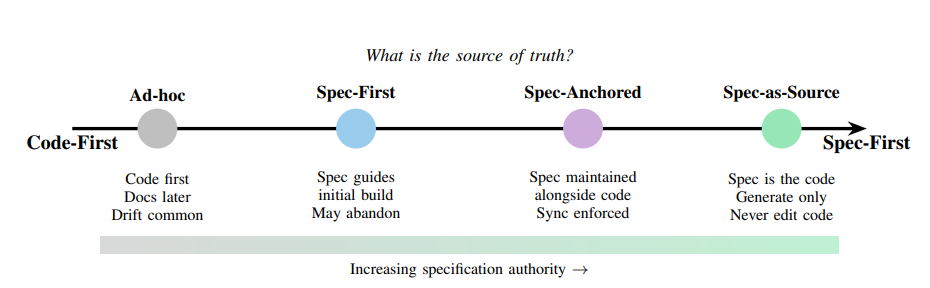 What is the source of truth?
Ad-hoc
Spec-First
Spec-Anchored
Spec-as-Source
Code-First
Spec-First
Code first
Docs later
Drift common
Spec guides
initial build
May abandon
Spec maintained
alongside code
Sync enforced
Spec is the code
Generate only
Never edit code
Increasing specification authority →